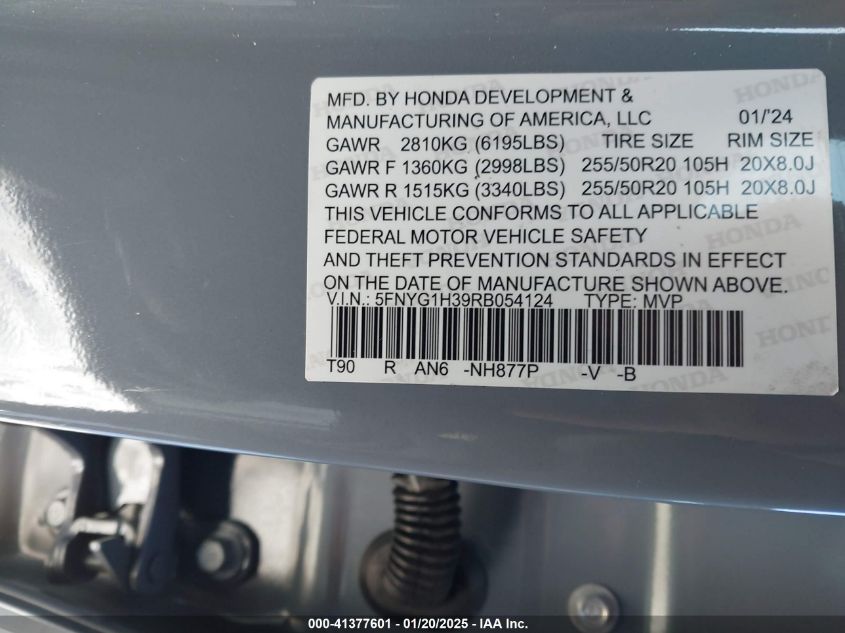 MFD. BY HONDA DEVELOPMENT &
MANUFACTURING OF AMERICA, LLC 01/'24
GAWR 2810KG (6195LBS) TIRE SIZE RIM SIZE
GAWR F 1360KG (2998LBS) 255/50R20 105H 20X8.0J
GAWR R 1515KG (3340LBS) 255/50R20 105H 20X8.0J
THIS VEHICLE CONFORMS TO ALL APPLICABLE
FEDERAL MOTOR VEHICLE SAFETY
AND THEFT PREVENTION STANDARDS IN EFFECT
ON THE DATE OF MANUFACTURE SHOWN ABOVE.
V.I.N.: 5FNYG1H39RB054124 TYPE: MVP
T90 R AN6 -NH877P -V -B
000-41377601 / 01/20/2025 / IAA Inc.